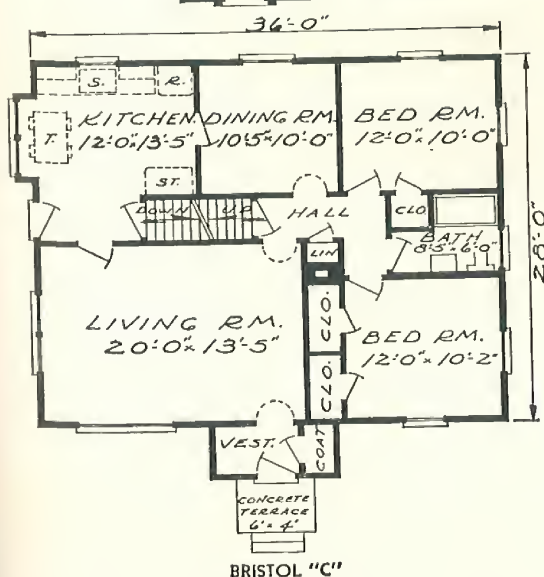 36'-0"
S. R.
KITCHEN
12'-0"x13'-5"
T.
ST.
DINING RM.
10'-5"x10'-0"
BED RM.
12'-0"x10'-0"
DOWN UP
HALL
CLO.
BATH
8'-5"x6'-0"
28'-0"
LIN
LIVING RM.
20'-0"x13'-5"
CLO.
CLO.
BED RM.
12'-0"x10'-2"
VEST.
COAT
CONCRETE
TERRACE
6'x4'
BRISTOL "C"